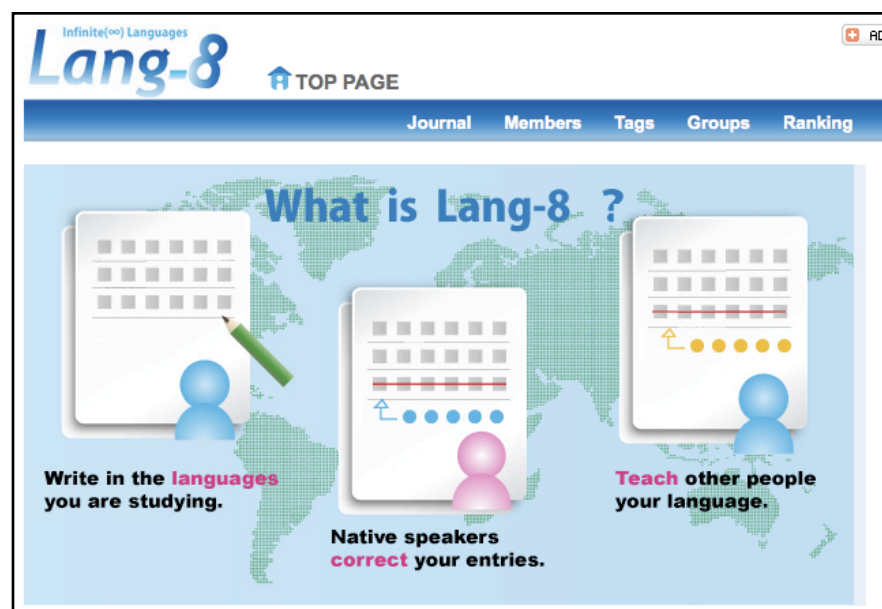 Infinite(∞) Languages
Lang-8
TOP PAGE
Journal Members Tags Groups Ranking
What is Lang-8 ?
Write in the languages
you are studying.
Native speakers
correct your entries.
Teach other people
your language.